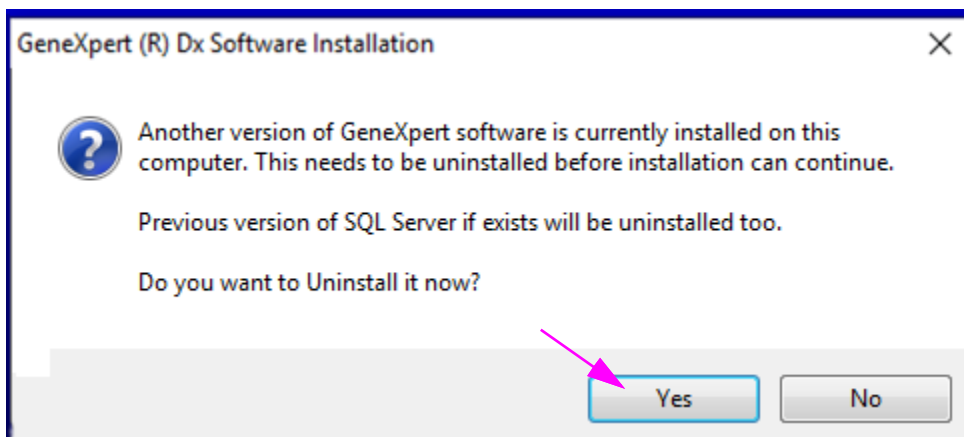 GeneXpert (R) Dx Software Installation
Another version of GeneXpert software is currently installed on this
computer. This needs to be uninstalled before installation can continue.
Previous version of SQL Server if exists will be uninstalled too.
Do you want to Uninstall it now?
Yes
No